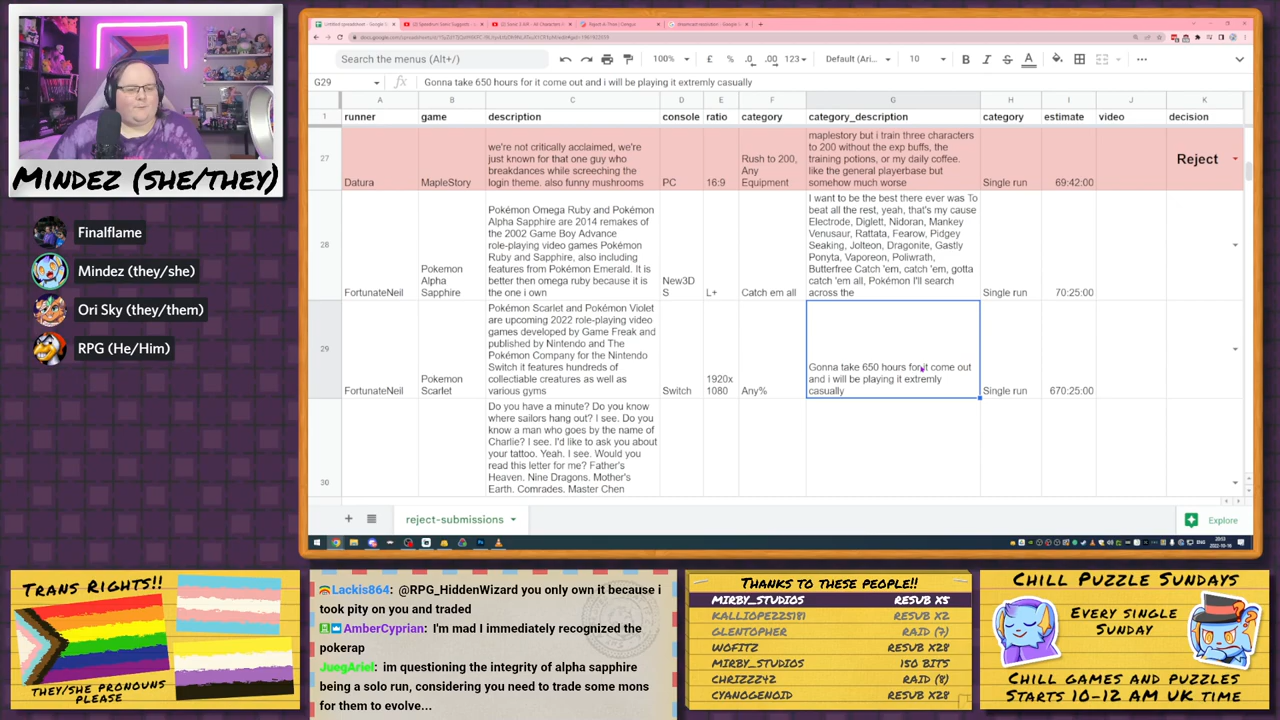 Mindez (she/they)
Finalflame
Mindez (they/she)
Ori Sky (they/them)
RPG (He/Him)
Search the menus (Alt+/)
100%
£
%
.0
.00
123
Default (Ari...
10
B
I
S
A
G29
fx
Gonna take 650 hours for it come out and i will be playing it extremly casually
A
B
C
D
E
F
G
H
I
J
K
1
runner
game
description
console
ratio
category
category_description
category
estimate
video
decision
27
Datura
MapleStory
we're not critically acclaimed, we're
just known for that one guy who
breakdances while screeching the
login theme. also funny mushrooms
PC
16:9
Rush to 200,
Any
Equipment
maplestory but i train three characters
to 200 without the exp buffs, the
training potions, or my daily coffee.
like the general playerbase but
somehow much worse
Single run
69:42:00
Reject
28
FortunateNeil
Pokemon
Alpha
Sapphire
Pokémon Omega Ruby and Pokémon
Alpha Sapphire are 2014 remakes of
the 2002 Game Boy Advance
role-playing video games Pokémon
Ruby and Sapphire, also including
features from Pokémon Emerald. It is
better then omega ruby because it is
the one i own
New3D
S
L+
Catch em all
I want to be the best there ever was To
beat all the rest, yeah, that's my cause
Electrode, Diglett, Nidoran, Mankey
Venusaur, Rattata, Fearow, Pidgey
Seaking, Jolteon, Dragonite, Gastly
Ponyta, Vaporeon, Poliwrath,
Butterfree Catch 'em, catch 'em, gotta
catch 'em all, Pokémon I'll search
across the
Single run
70:25:00
29
FortunateNeil
Pokemon
Scarlet
Pokémon Scarlet and Pokémon Violet
are upcoming 2022 role-playing video
games developed by Game Freak and
published by Nintendo and The
Pokémon Company for the Nintendo
Switch it features hundreds of
collectiable creatures as well as
various gyms
Switch
1920x
1080
Any%
Gonna take 650 hours for it come out
and i will be playing it extremly
casually
Single run
670:25:00
30
Do you have a minute? Do you know
where sailors hang out? I see. Do you
know a man who goes by the name of
Charlie? I see. I'd like to ask you about
your tattoo. Yeah. I see. Would you
read this letter for me? Father's
Heaven. Nine Dragons. Mother's
Earth. Comrades. Master Chen
reject-submissions
Explore
TRANS RIGHTS!!
THEY/SHE PRONOUNS
PLEASE
Lackis864: @RPG_HiddenWizard you only own it because i
took pity on you and traded
AmberCyprian: I'm mad I immediately recognized the
pokerap
JuegAriel: im questioning the integrity of alpha sapphire
being a solo run, considering you need to trade some mons
for them to evolve...
THANKS TO THESE PEOPLE!!
MIRBY_STUDIOS RESUB X5
KALLIOPEZZS181 RESUB X2
GLENTOPHER RAID (7)
WOFITZ RESUB X28
MIRBY_STUDIOS 150 BITS
CHRIZZZ42 RAID (8)
CYANOGENOID RESUB X28
CHILL PUZZLE SUNDAYS
EVERY SINGLE
SUNDAY
CHILL GAMES AND PUZZLES
STARTS 10-12 AM UK TIME